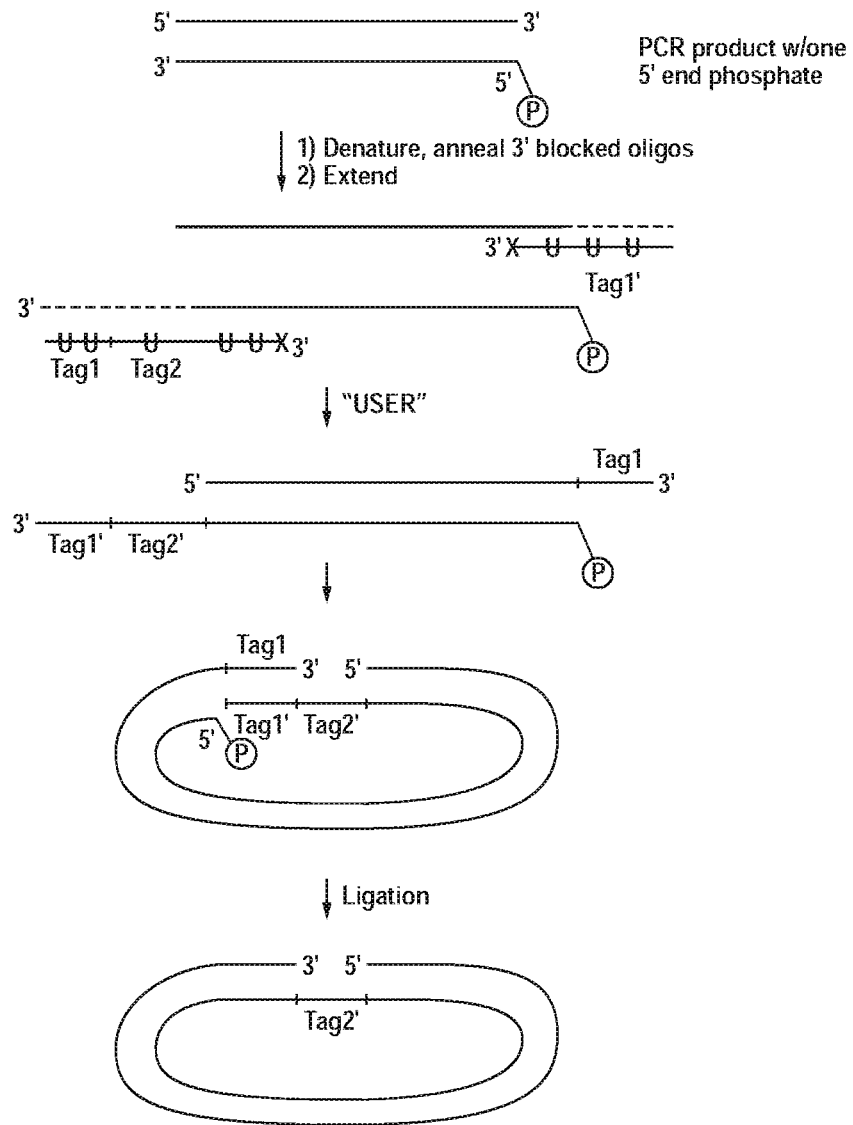 5' 3'
PCR product w/one
5' end phosphate
3' 5'
P
1) Denature, anneal 3' blocked oligos
2) Extend
3' X U U U
Tag1'
3'
U U U U U X 3'
Tag1 Tag2
P
"USER"
Tag1
5' 3'
3'
Tag1' Tag2'
P
Tag1
3' 5'
Tag1' Tag2'
5' P
Ligation
3' 5'
Tag2'